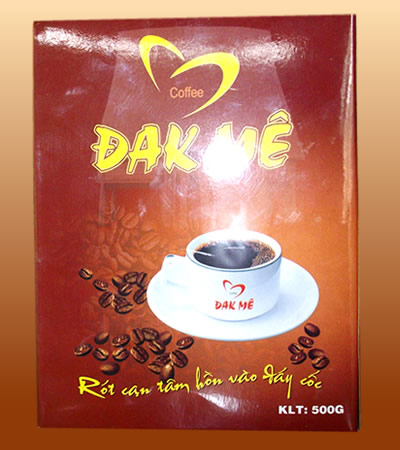 Coffee
ĐAK MÊ
ĐAK MÊ
Rót cạn tâm hồn vào đáy cốc
KLT: 500G